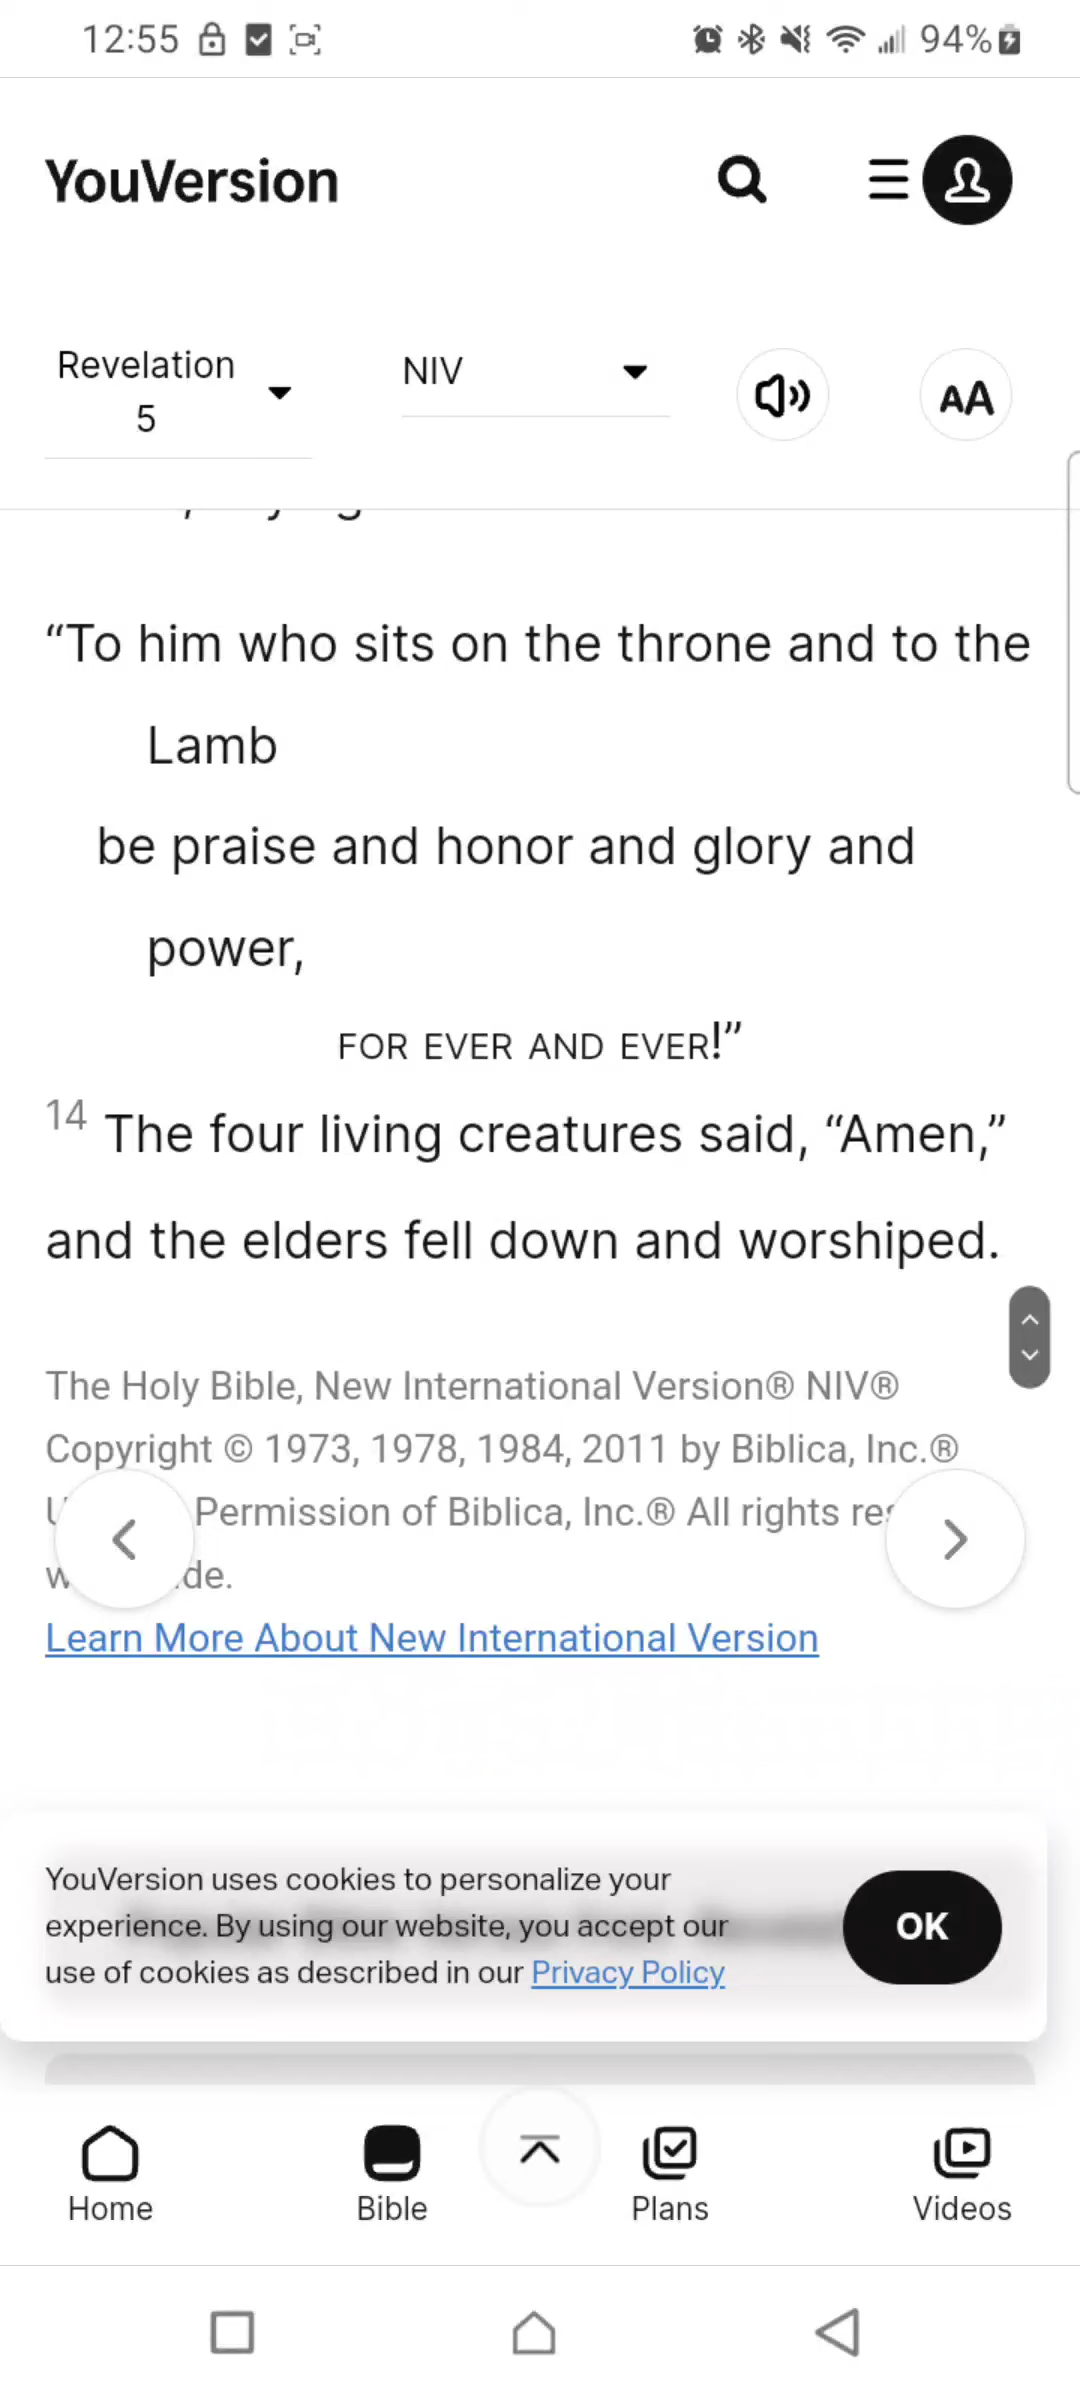 12:55 94%
YouVersion
Revelation
5
NIV
AA
“To him who sits on the throne and to the
Lamb
be praise and honor and glory and
power,
FOR EVER AND EVER!”
14 The four living creatures said, “Amen,”
and the elders fell down and worshiped.
The Holy Bible, New International Version® NIV®
Copyright © 1973, 1978, 1984, 2011 by Biblica, Inc.®
Permission of Biblica, Inc.® All rights
Learn More About New International Version
YouVersion uses cookies to personalize your
experience. By using our website, you accept our
use of cookies as described in our Privacy Policy
OK
Home
Bible
Plans
Videos